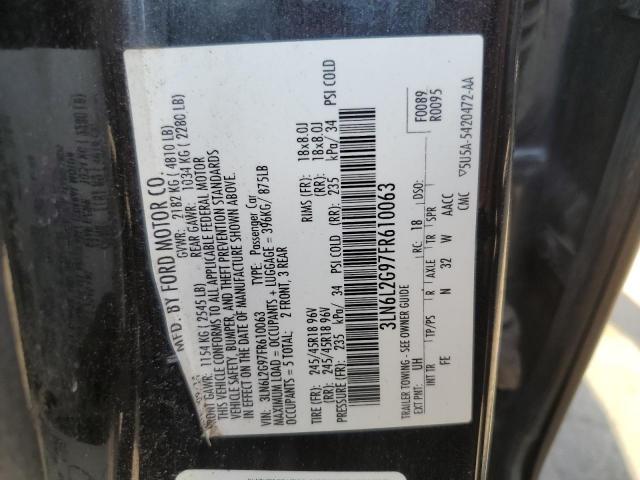 MFD. BY FORD MOTOR CO.
GVWR: 2182 KG ( 4810 LB)
FRONT GAWR: 1154 KG ( 2545 LB) REAR GAWR: 1034 KG ( 2280 LB)
THIS VEHICLE CONFORMS TO ALL APPLICABLE FEDERAL MOTOR
VEHICLE SAFETY, BUMPER, AND THEFT PREVENTION STANDARDS
IN EFFECT ON THE DATE OF MANUFACTURE SHOWN ABOVE.
VIN: 3LN6L2G97FR610063 TYPE: Passenger Car
MAXIMUM LOAD = OCCUPANTS + LUGGAGE = 396KG/ 875LB
OCCUPANTS = 5 TOTAL: 2 FRONT, 3 REAR
TIRE (FR): 245/45R18 96V RIMS (FR): 18x8.0J
(RR): 245/45R18 96V (RR): 18x8.0J
PRESSURE (FR): 235 kPa/ 34 PSI COLD (RR): 235 kPa/ 34 PSI COLD
3LN6L2G97FR610063
TRAILER TOWING - SEE OWNER GUIDE
F0089
R0095
EXT PNT: UH RC: 18 DSO:
INT TR TP/PS R AXLE TR SPR
FE N 32 W AACC
CMC ▽5U5A-5420472-AA